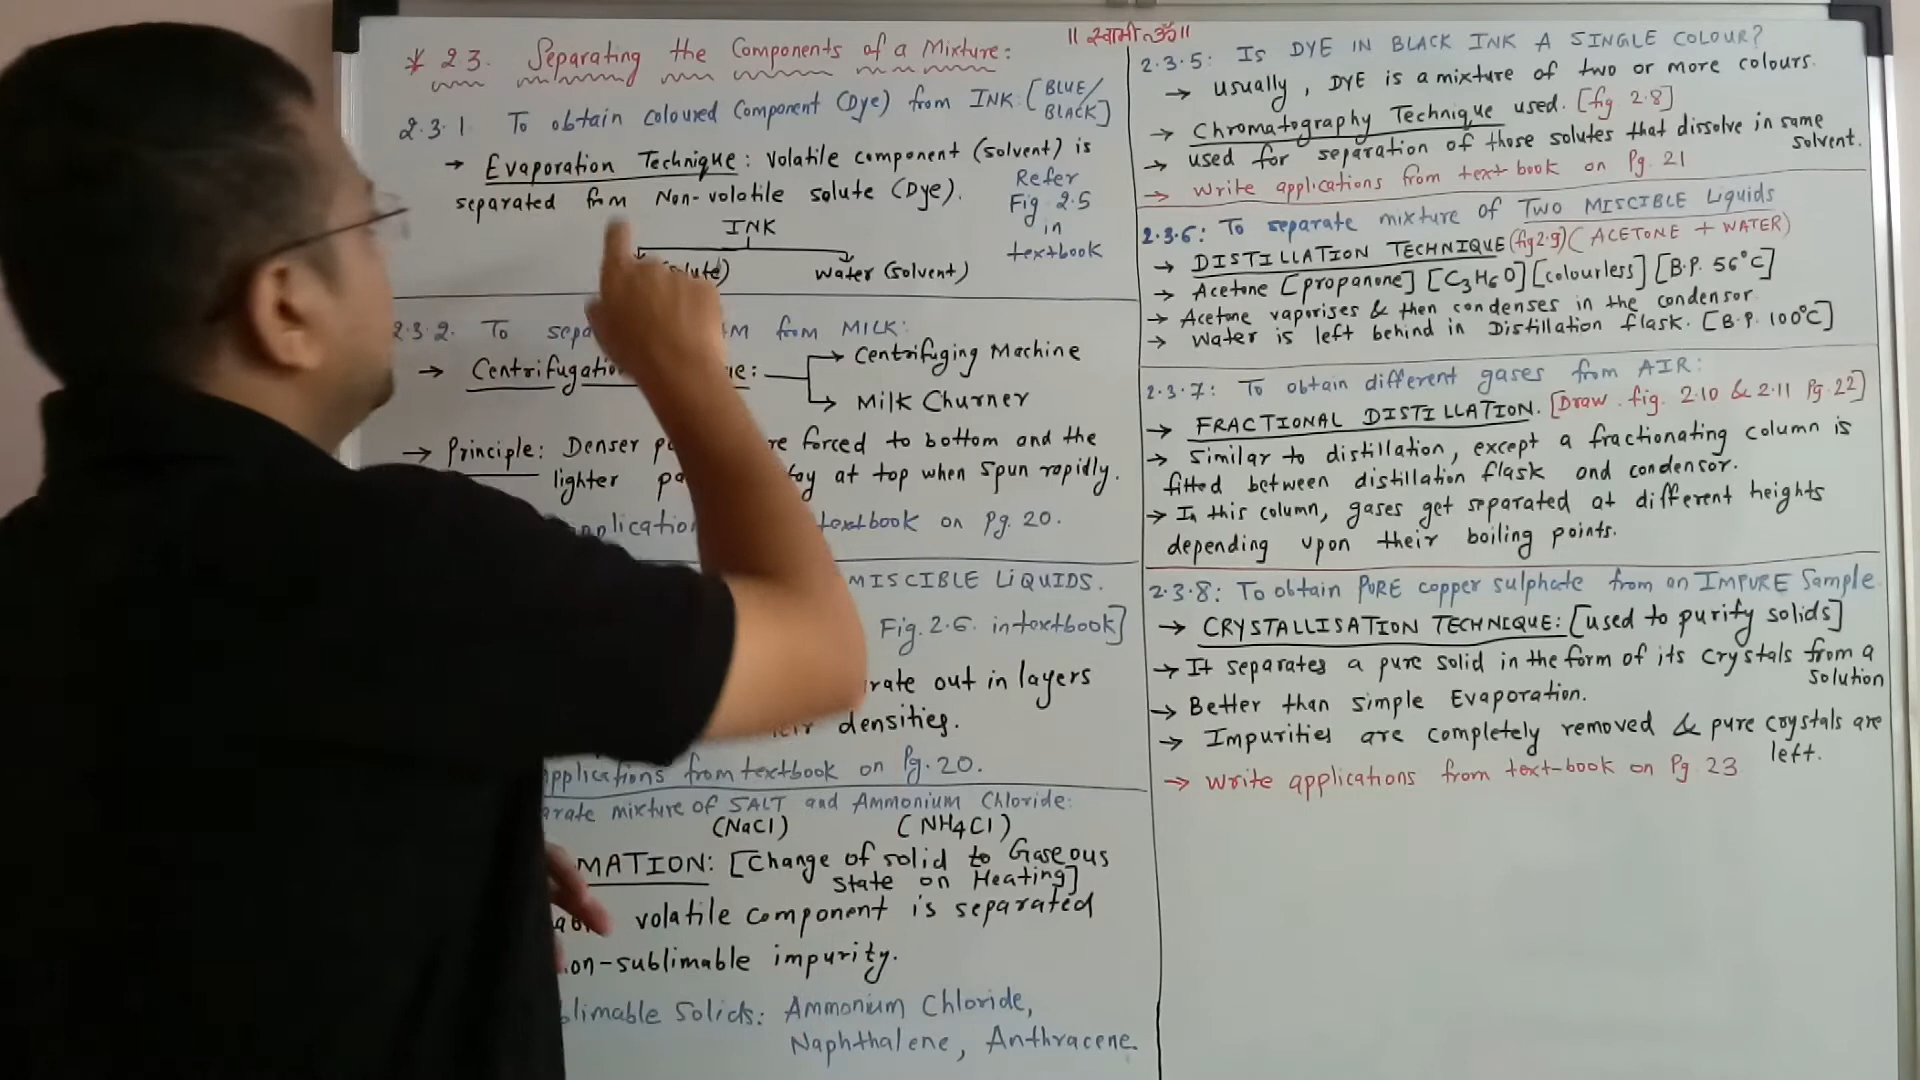 ॥ स्वामी ॐ ॥
* 2 3. Separating the Components of a Mixture:
2.3.1 To obtain coloured Component (Dye) from INK: [BLUE/
BLACK]
→ Evaporation Technique: Volatile component (solvent) is
separated from Non-volatile solute (Dye).
Refer
Fig 2.5
in
textbook
INK
(solute) Water (solvent)
2.3.2. To from MILK:
→ Centrifugation Centrifuging Machine
→ Milk Churner
→ Principle: Denser forced to bottom and the
lighter at top when spun rapidly.
textbook on Pg. 20.
MISCIBLE LIQUIDS.
Fig. 2.6. in textbook]
out in layers
densities.
applications from textbook on Pg. 20.
mixture of SALT and Ammonium Chloride:
(NaCl) (NH4Cl)
MATION: [Change of solid to Gaseous
State on Heating]
volatile component is separated
non-sublimable impurity.
Solids: Ammonium Chloride,
Naphthalene, Anthracene.
2.3.5: IS DYE IN BLACK INK A SINGLE COLOUR?
→ Usually, DYE is a mixture of two or more colours.
→ Chromatography Technique used. [fig 2.8]
→ used for separation of those solutes that dissolve in same
solvent.
→ Write applications from text book on Pg. 21
2.3.6: To separate mixture of TWO MISCIBLE Liquids
→ DISTILLATION TECHNIQUE (fig 2.9) (ACETONE + WATER)
→ Acetone [propanone] [C3H6O] [colourless] [B.P. 56°C]
→ Acetone vaporises & then condenses in the condensor.
→ Water is left behind in Distillation flask. [B.P. 100°C]
2.3.7: To obtain different gases from AIR:
→ FRACTIONAL DISTILLATION. [Draw fig. 2.10 & 2.11 Pg. 22]
→ Similar to distillation, except a fractionating column is
fitted between distillation flask and condensor.
→ In this column, gases get separated at different heights
depending upon their boiling points.
2.3.8: To obtain PURE copper sulphate from an IMPURE Sample
→ CRYSTALLISATION TECHNIQUE: [used to purify solids]
→ It separates a pure solid in the form of its crystals from a
solution
→ Better than simple Evaporation.
→ Impurities are completely removed & pure crystals are
left.
→ Write applications from text-book on Pg 23